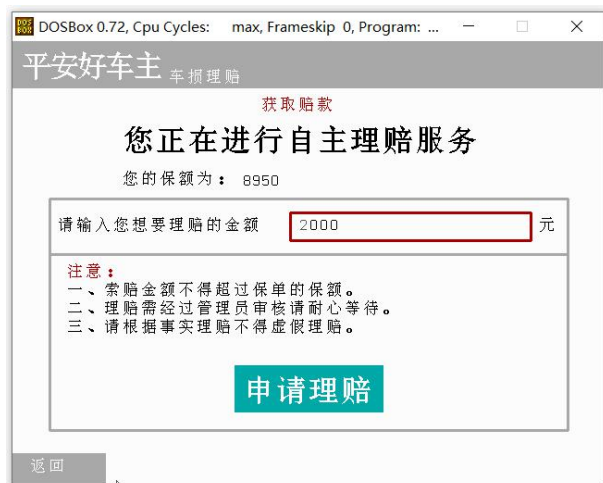 DOSBox 0.72, Cpu Cycles: max, Frameskip 0, Program: ...
平安好车主 车损理赔
获取赔款
您正在进行自主理赔服务
您的保额为： 8950
请输入您想要理赔的金额 2000 元
注意：
一、索赔金额不得超过保单的保额。
二、理赔需经过管理员审核请耐心等待。
三、请根据事实理赔不得虚假理赔。
申请理赔
返回